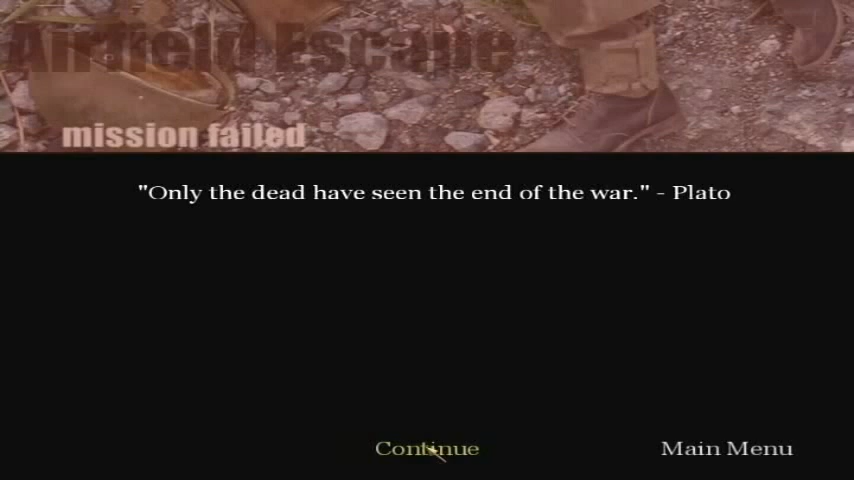 Airfield Escape
mission failed
"Only the dead have seen the end of the war." - Plato
Continue
Main Menu